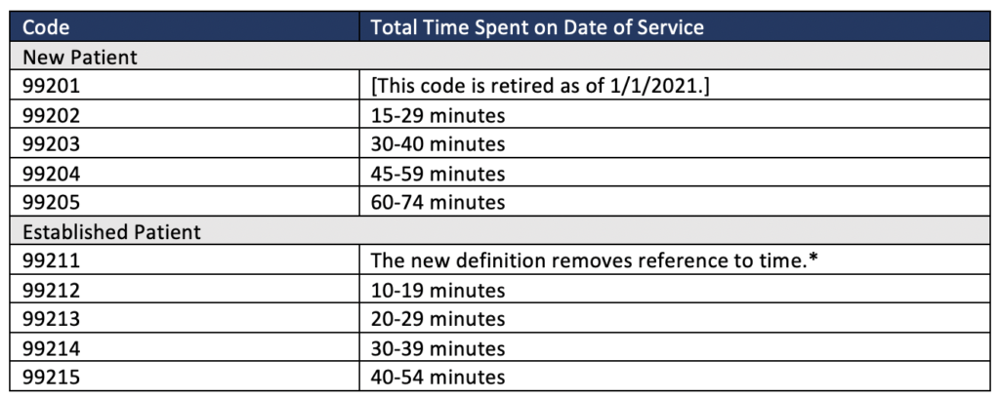 Code Total Time Spent on Date of Service
New Patient
99201 [This code is retired as of 1/1/2021.]
99202 15-29 minutes
99203 30-40 minutes
99204 45-59 minutes
99205 60-74 minutes
Established Patient
99211 The new definition removes reference to time.*
99212 10-19 minutes
99213 20-29 minutes
99214 30-39 minutes
99215 40-54 minutes